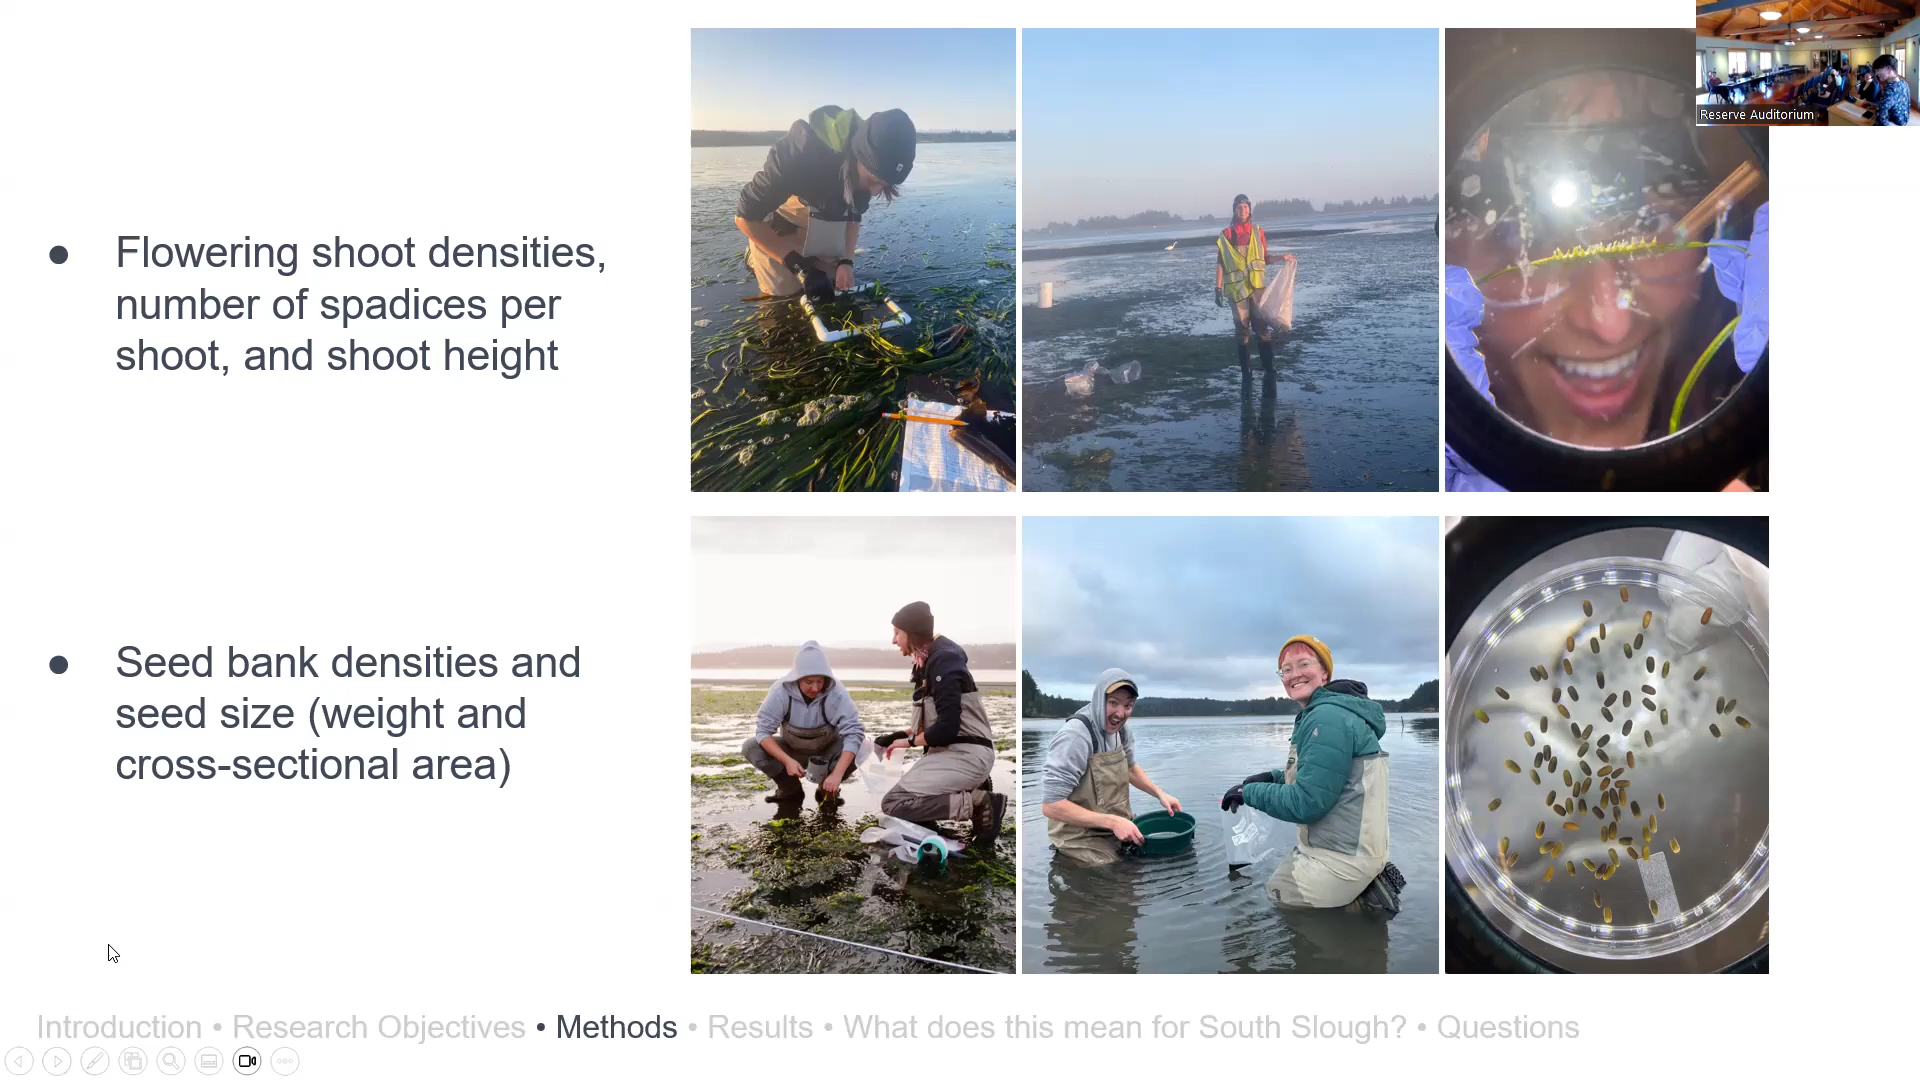 Reserve Auditorium
● Flowering shoot densities,
number of spadices per
shoot, and shoot height
● Seed bank densities and
seed size (weight and
cross-sectional area)
Introduction • Research Objectives • Methods • Results • What does this mean for South Slough? • Questions